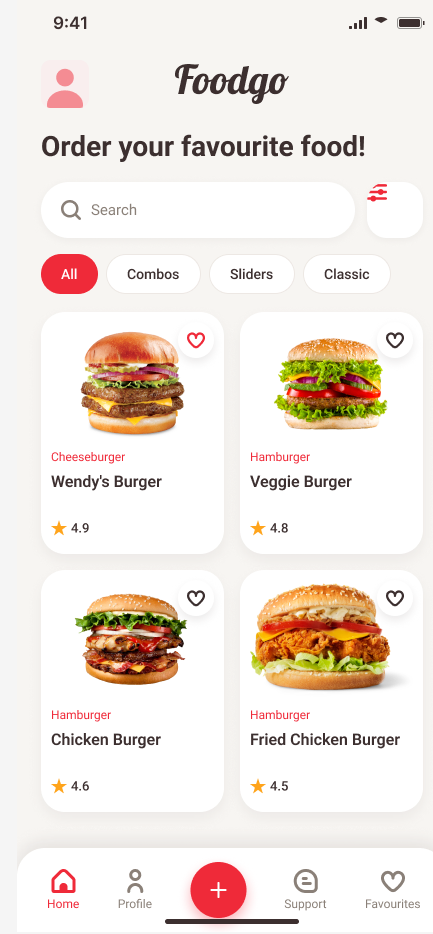 9:41
Foodgo
Order your favourite food!
Search
All Combos Sliders Classic
Cheeseburger
Wendy's Burger
4.9
Hamburger
Veggie Burger
4.8
Hamburger
Chicken Burger
4.6
Hamburger
Fried Chicken Burger
4.5
Home Profile Support Favourites